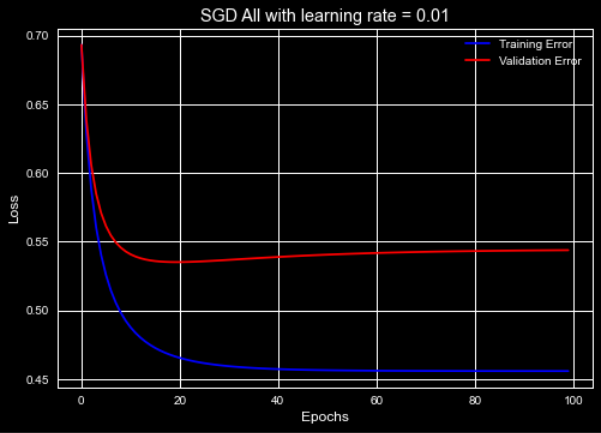 SGD All with learning rate = 0.01
Training Error
Validation Error
0.70
0.65
0.60
0.55
0.50
0.45
Loss
0
20
40
60
80
100
Epochs